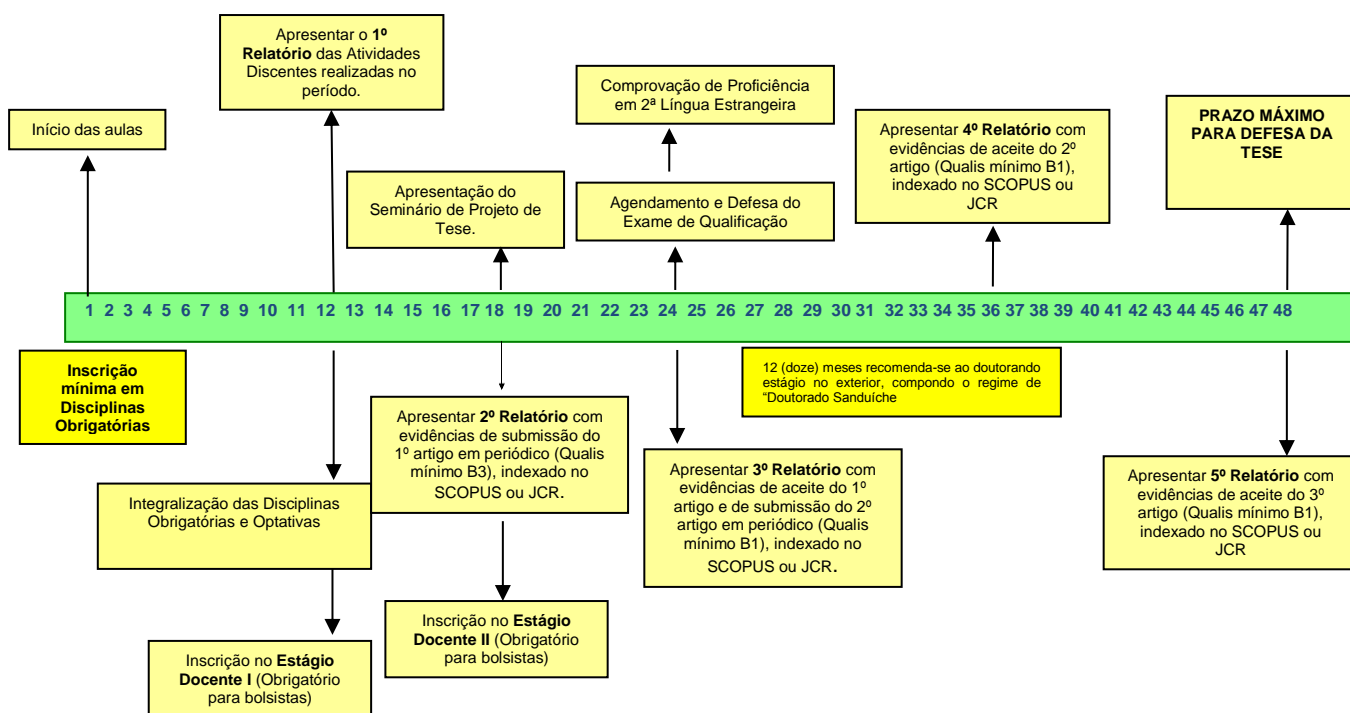 Apresentar o 1º
Relatório das Atividades
Discentes realizadas no
período.
Início das aulas
Apresentação do
Seminário de Projeto de
Tese.
Comprovação de Proficiência
em 2ª Língua Estrangeira
Agendamento e Defesa do
Exame de Qualificação
Apresentar 4º Relatório com
evidências de aceite do 2º
artigo (Qualis mínimo B1),
indexado no SCOPUS ou
JCR
PRAZO MÁXIMO
PARA DEFESA DA
TESE
1 2 3 4 5 6 7 8 9 10 11 12 13 14 15 16 17 18 19 20 21 22 23 24 25 26 27 28 29 30 31 32 33 34 35 36 37 38 39 40 41 42 43 44 45 46 47 48
Inscrição
mínima em
Disciplinas
Obrigatórias
12 (doze) meses recomenda-se ao doutorando
estágio no exterior, compondo o regime de
“Doutorado Sanduíche
Integralização das Disciplinas
Obrigatórias e Optativas
Apresentar 2º Relatório com
evidências de submissão do
1º artigo em periódico (Qualis
mínimo B3), indexado no
SCOPUS ou JCR.
Apresentar 3º Relatório com
evidências de aceite do 1º
artigo e de submissão do 2º
artigo em periódico (Qualis
mínimo B1), indexado no
SCOPUS ou JCR.
Apresentar 5º Relatório com
evidências de aceite do 3º
artigo (Qualis mínimo B1),
indexado no SCOPUS ou
JCR
Inscrição no Estágio
Docente I (Obrigatório
para bolsistas)
Inscrição no Estágio
Docente II (Obrigatório
para bolsistas)